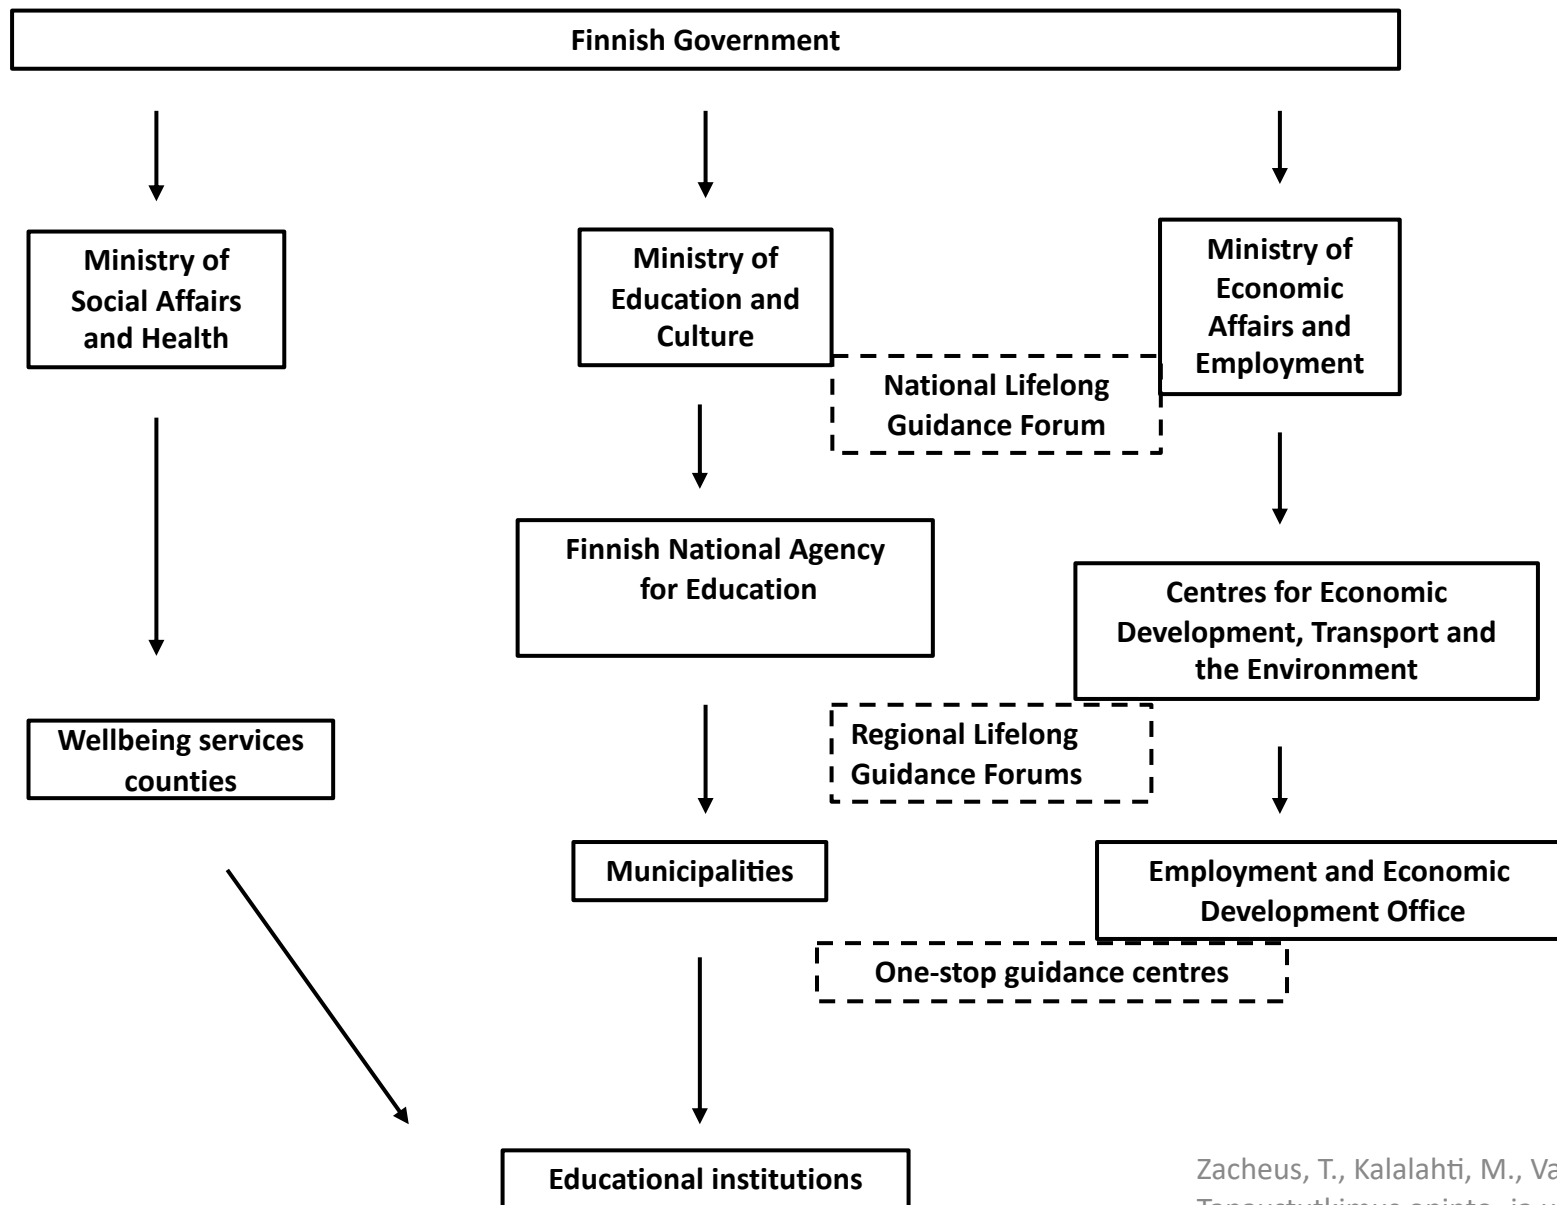 Finnish Government
Ministry of
Social Affairs
and Health
Ministry of
Education and
Culture
Ministry of
Economic
Affairs and
Employment
National Lifelong
Guidance Forum
Finnish National Agency
for Education
Centres for Economic
Development, Transport and
the Environment
Wellbeing services
counties
Regional Lifelong
Guidance Forums
Municipalities
Employment and Economic
Development Office
One-stop guidance centres
Educational institutions
Zacheus, T., Kalalahti, M., Va